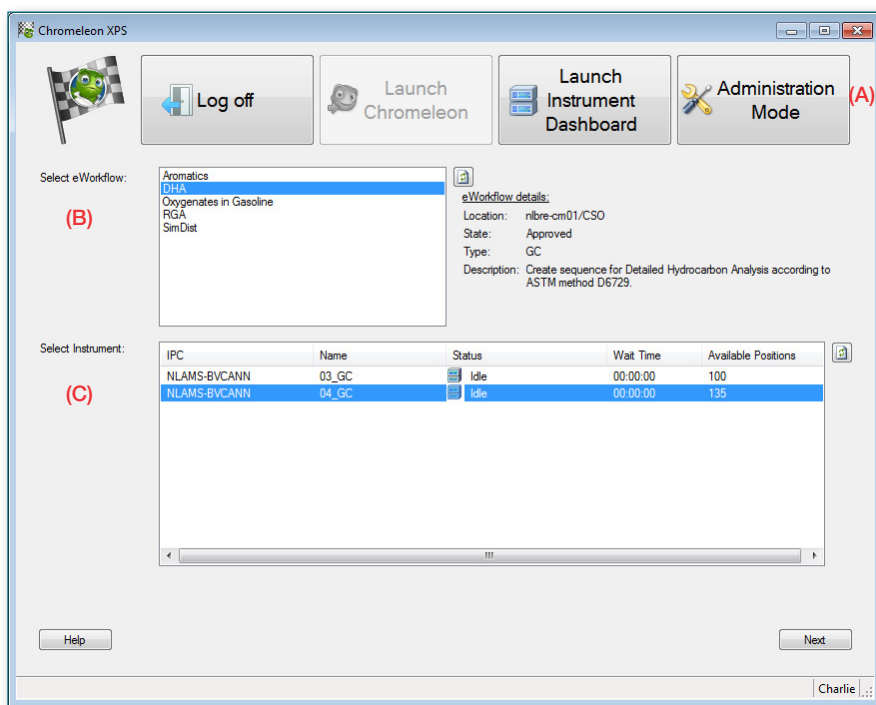 Chromeleon XPS
Log off
Launch
Chromeleon
Launch
Instrument
Dashboard
Administration
Mode
(A)
Select eWorkflow:
(B)
Aromatics
DHA
Oxygenates in Gasoline
RGA
SimDist
eWorkflow details:
Location: nlbre-cm01/CSO
State: Approved
Type: GC
Description: Create sequence for Detailed Hydrocarbon Analysis according to
ASTM method D6729.
Select Instrument:
(C)
IPC Name Status Wait Time Available Positions
NLAMS-BVCANN 03_GC Idle 00:00:00 100
NLAMS-BVCANN 04_GC Idle 00:00:00 135
Help
Next
Charlie